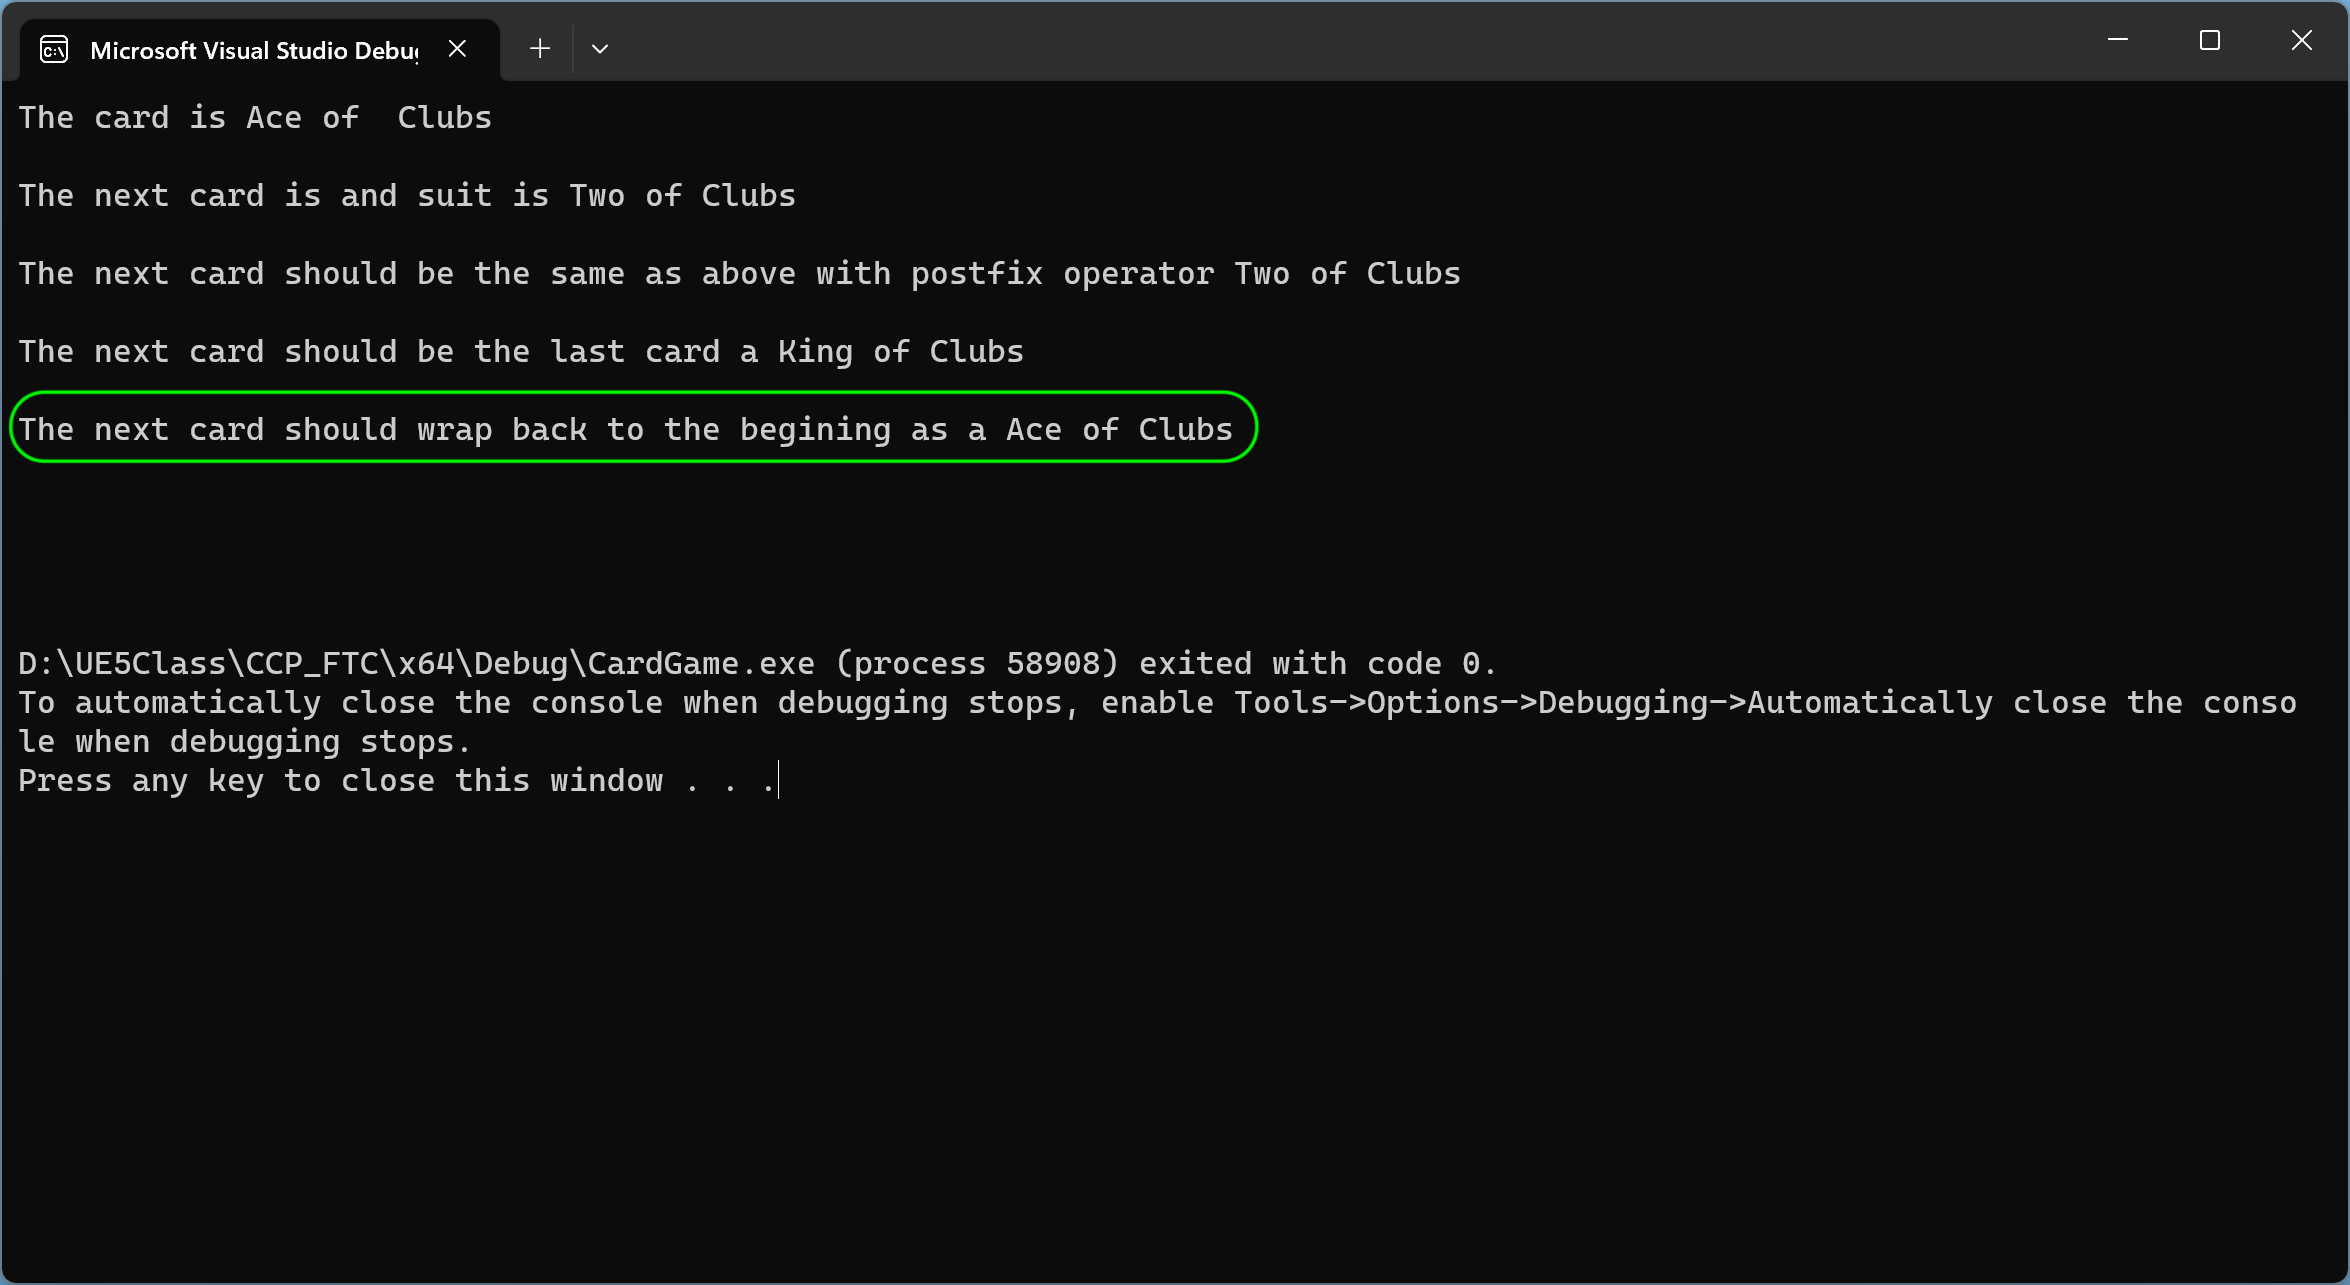 Microsoft Visual Studio Debug
The card is Ace of  Clubs
The next card is and suit is Two of Clubs
The next card should be the same as above with postfix operator Two of Clubs
The next card should be the last card a King of Clubs
The next card should wrap back to the begining as a Ace of Clubs
D:\UE5Class\CCP_FTC\x64\Debug\CardGame.exe (process 58908) exited with code 0.
To automatically close the console when debugging stops, enable Tools->Options->Debugging->Automatically close the conso
le when debugging stops.
Press any key to close this window . . .